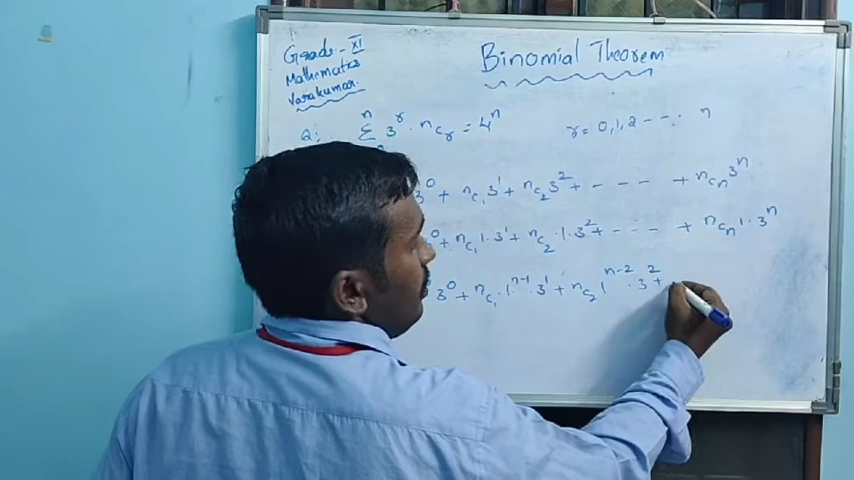 Grade - XI
Binomial Theorem
Mathematics
Varakumar.
Q: n Σ 3^r . nC_r = 4^n r = 0,1,2 - - - . n
3^0 + nC_1 3^1 + nC_2 3^2 + - - - - + nC_n 3^n
0 + nC_1 1 . 3^1 + nC_2 1 . 3^2 + - - - - + nC_n 1 . 3^n
3^0 + nC_1 . 1^n-1 . 3^1 + nC_2 1^n-2 . 3^2 +